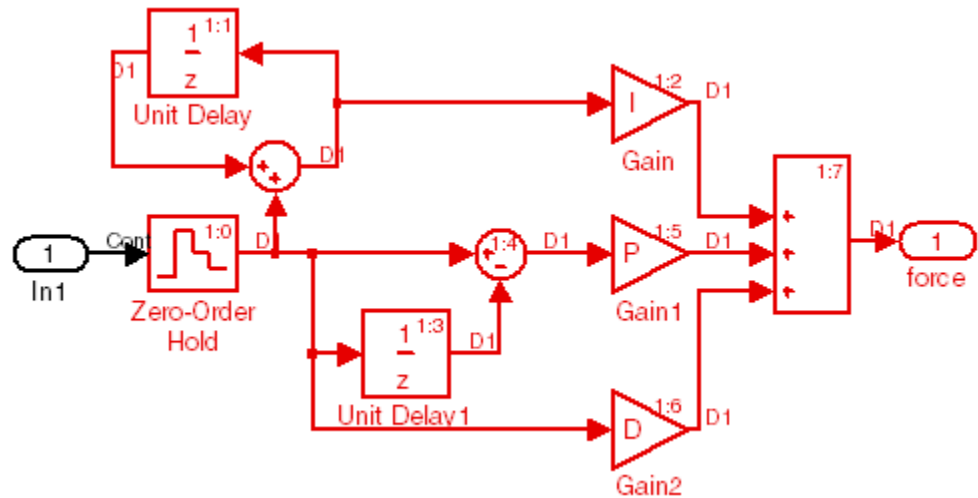 1
z
1:1
D1
Unit Delay
D1
I
1:2
D1
Gain
1
In1
Cont
1:0
Zero-Order
Hold
D1
1:4
D1
P
1:5
D1
Gain1
1
z
1:3
D1
Unit Delay1
D
1:6
D1
Gain2
1:7
D1
1
force